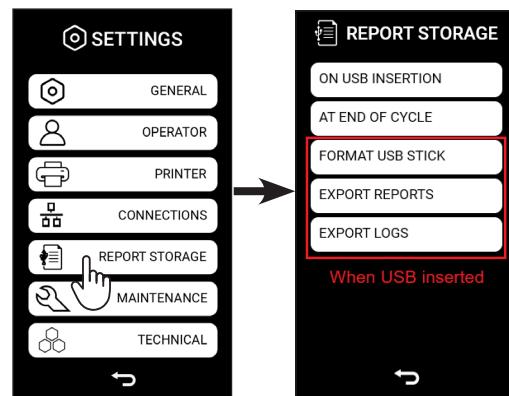 SETTINGS
GENERAL
OPERATOR
PRINTER
CONNECTIONS
REPORT STORAGE
MAINTENANCE
TECHNICAL
REPORT STORAGE
ON USB INSERTION
AT END OF CYCLE
FORMAT USB STICK
EXPORT REPORTS
EXPORT LOGS
When USB inserted